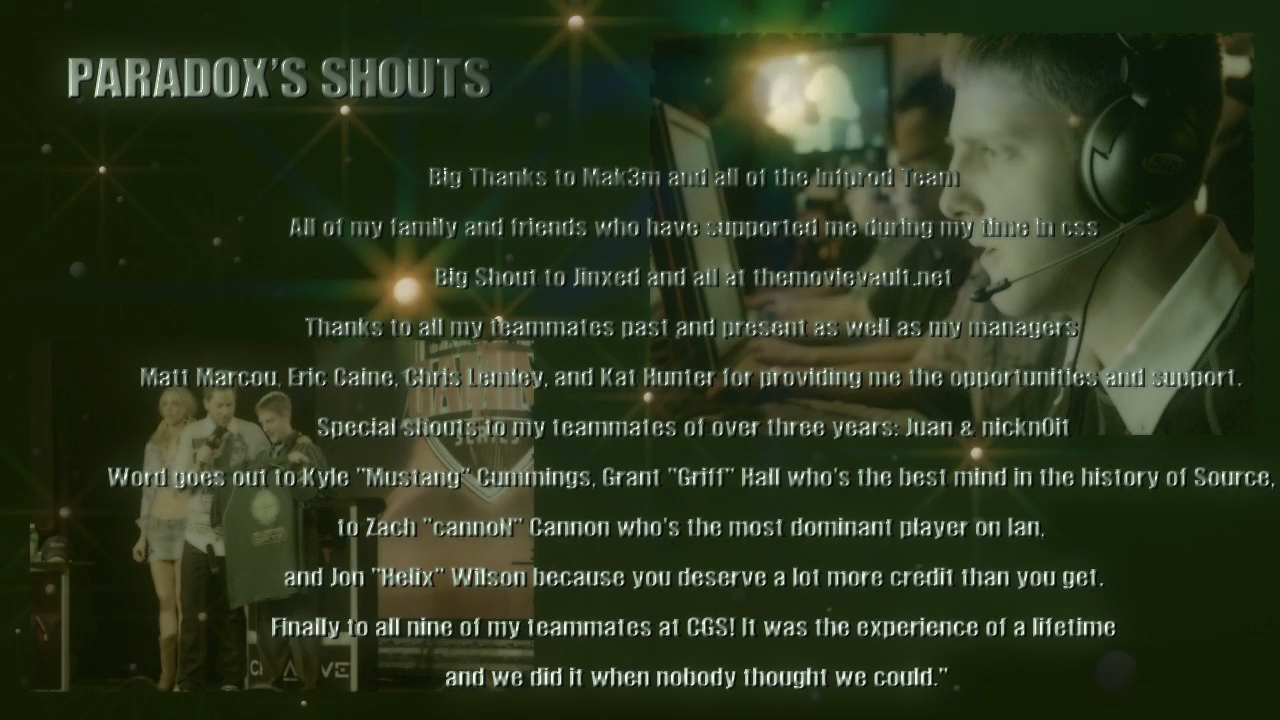 PARADOX'S SHOUTS
Big Thanks to Mak3m and all of the Infprod Team
All of my family and friends who have supported me during my time in css
Big Shout to Jinxed and all at themovievault.net
Thanks to all my teammates past and present as well as my managers
Matt Marcou, Eric Caine, Chris Lemley, and Kat Hunter for providing me the opportunities and support.
Special shouts to my teammates of over three years: Juan & nickn0it
Word goes out to Kyle "Mustang" Cummings, Grant "Griff" Hall who's the best mind in the history of Source,
to Zach "cannoN" Cannon who's the most dominant player on lan,
and Jon "Helix" Wilson because you deserve a lot more credit than you get.
Finally to all nine of my teammates at CGS! It was the experience of a lifetime
and we did it when nobody thought we could."
SERIES